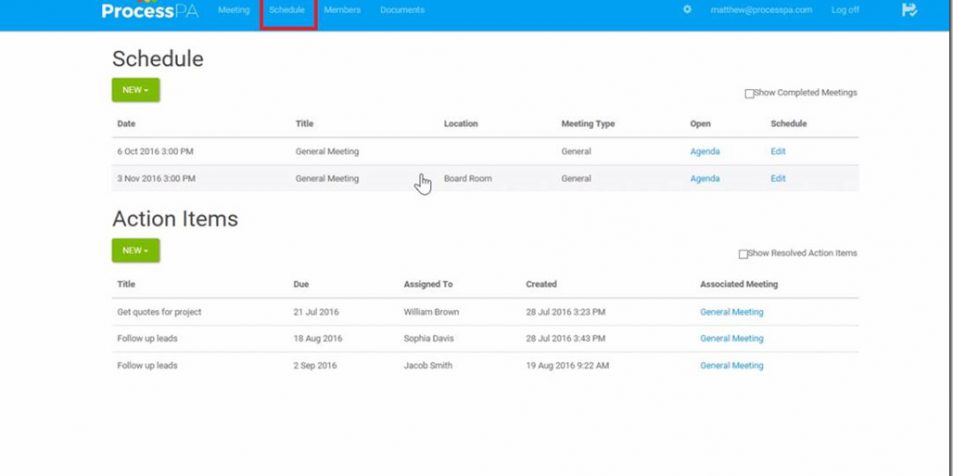 ProcessPA Meeting Schedule Members Documents matthew@processpa.com Log off
Schedule
NEW
Show Completed Meetings
Date Title Location Meeting Type Open Schedule
6 Oct 2016 3:00 PM General Meeting General Agenda Edit
3 Nov 2016 3:00 PM General Meeting Board Room General Agenda Edit
Action Items
NEW
Show Resolved Action Items
Title Due Assigned To Created Associated Meeting
Get quotes for project 21 Jul 2016 William Brown 28 Jul 2016 3:23 PM General Meeting
Follow up leads 18 Aug 2016 Sophia Davis 28 Jul 2016 3:43 PM General Meeting
Follow up leads 2 Sep 2016 Jacob Smith 19 Aug 2016 9:22 AM General Meeting